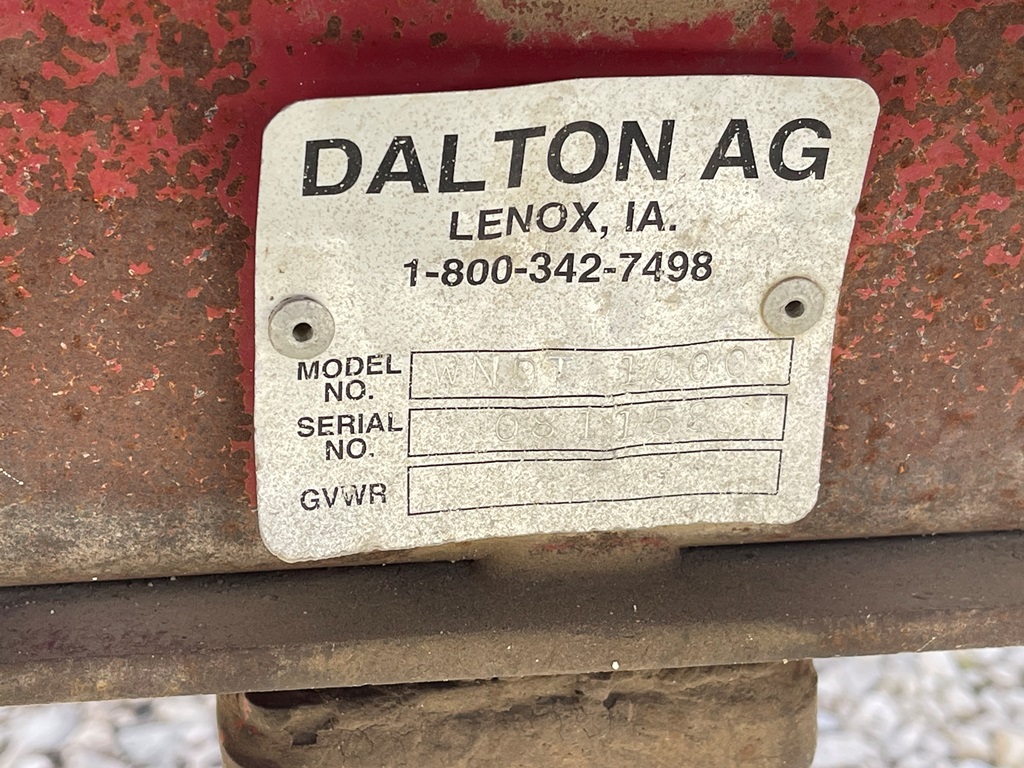 DALTON AG
LENOX, IA.
1-800-342-7498
MODEL NO.
SERIAL NO.
GVWR